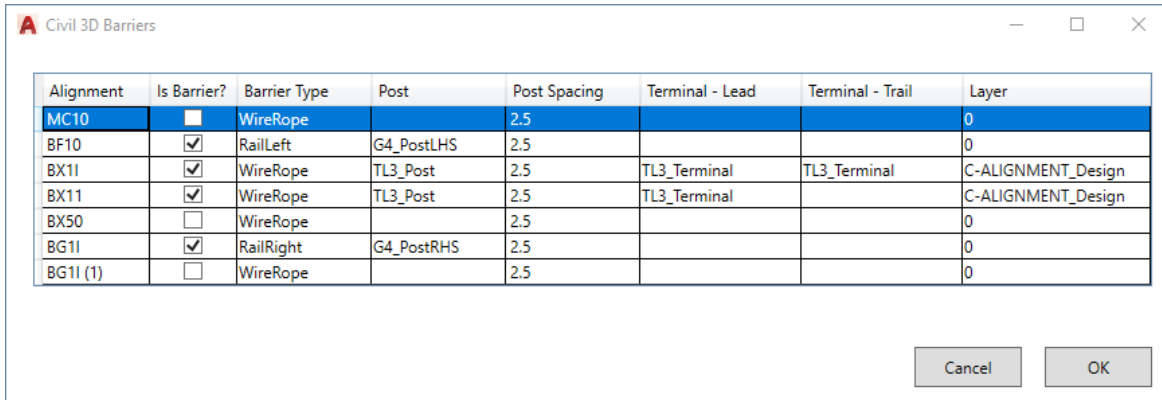 Civil 3D Barriers
Alignment Is Barrier? Barrier Type Post Post Spacing Terminal - Lead Terminal - Trail Layer
MC10 WireRope 2.5 0
BF10 RailLeft G4_PostLHS 2.5 0
BX1I WireRope TL3_Post 2.5 TL3_Terminal TL3_Terminal C-ALIGNMENT_Design
BX11 WireRope TL3_Post 2.5 TL3_Terminal C-ALIGNMENT_Design
BX50 WireRope 2.5 0
BG1I RailRight G4_PostRHS 2.5 0
BG1I (1) WireRope 2.5 0
Cancel OK